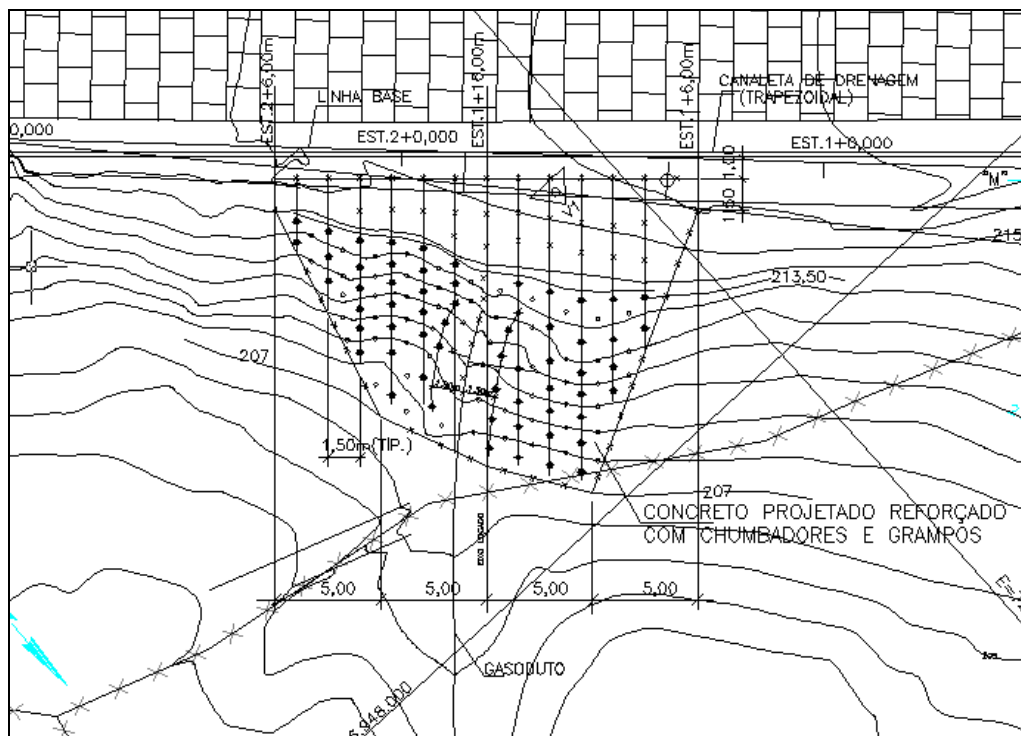 EST.2+6,00m
EST.1+16,00m
EST.1+6,00m
LINHA BASE
CANALETA DE DRENAGEM
(TRAPEZOIDAL)
0,000
EST.2+0,000
EST.1+0,000
1,00
1,50
"M"
215
213,50
207
1,50m(TIP.)
207
CONCRETO PROJETADO REFORÇADO
COM CHUMBADORES E GRAMPOS
5,00
5,00
5,00
5,00
GASODUTO